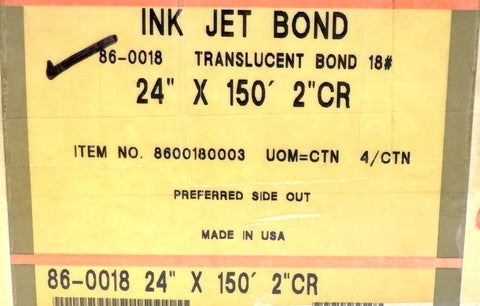 INK JET BOND
86-0018 TRANSLUCENT BOND 18#
24" X 150′ 2"CR
ITEM NO. 8600180003 UOM=CTN 4/CTN
PREFERRED SIDE OUT
MADE IN USA
86-0018 24" X 150′ 2"CR